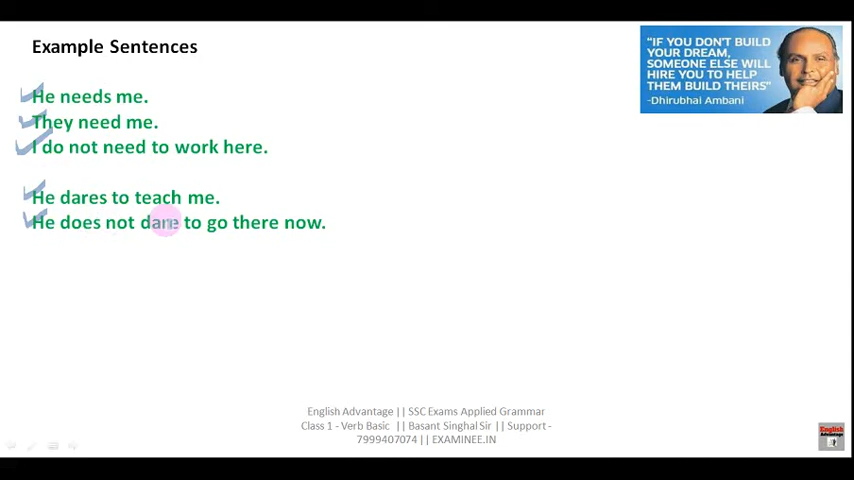 Example Sentences
"IF YOU DON'T BUILD
YOUR DREAM,
SOMEONE ELSE WILL
HIRE YOU TO HELP
THEM BUILD THEIRS"
-Dhirubhai Ambani
He needs me.
They need me.
I do not need to work here.
He dares to teach me.
He does not dare to go there now.
English Advantage || SSC Exams Applied Grammar
Class 1 - Verb Basic || Basant Singhal Sir || Support -
7999407074 || EXAMINEE.IN
English
Advantage